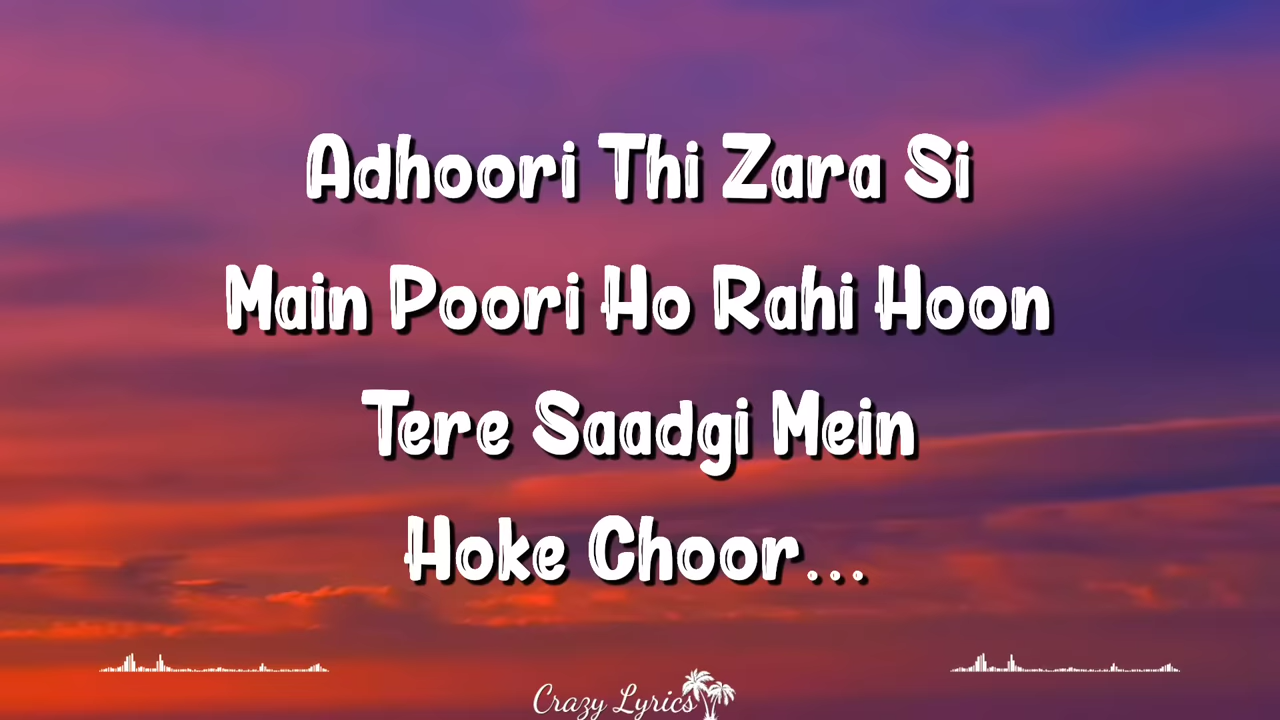 Adhoori Thi Zara Si
Main Poori Ho Rahi Hoon
Tere Saadgi Mein
Hoke Choor...
Crazy Lyrics